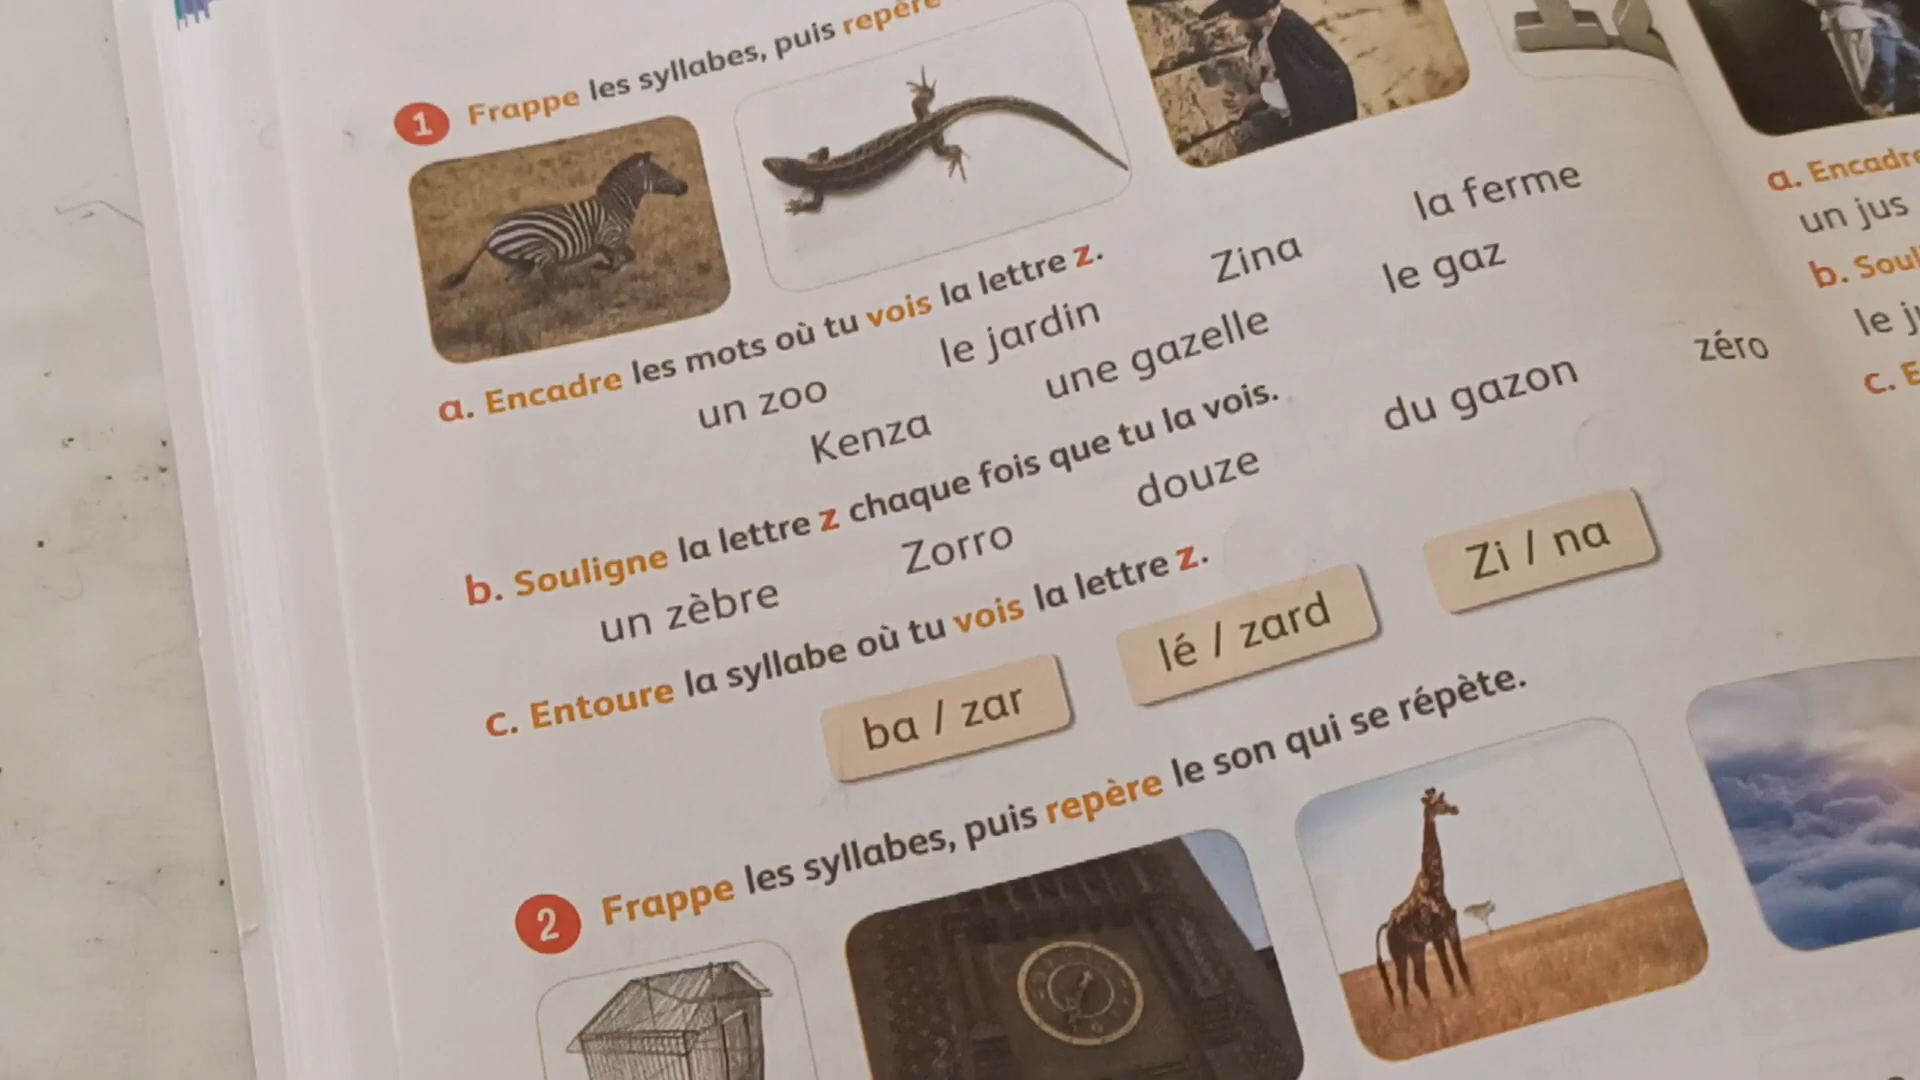 1 Frappe les syllabes, puis repère
a. Encadre les mots où tu vois la lettre z.
un zoo le jardin Zina la ferme
Kenza une gazelle le gaz
b. Souligne la lettre z chaque fois que tu la vois.
un zèbre Zorro douze du gazon zéro
c. Entoure la syllabe où tu vois la lettre z.
ba / zar lé / zard Zi / na
2 Frappe les syllabes, puis repère le son qui se répète.
a. Encadre
un jus
b.
le
c.